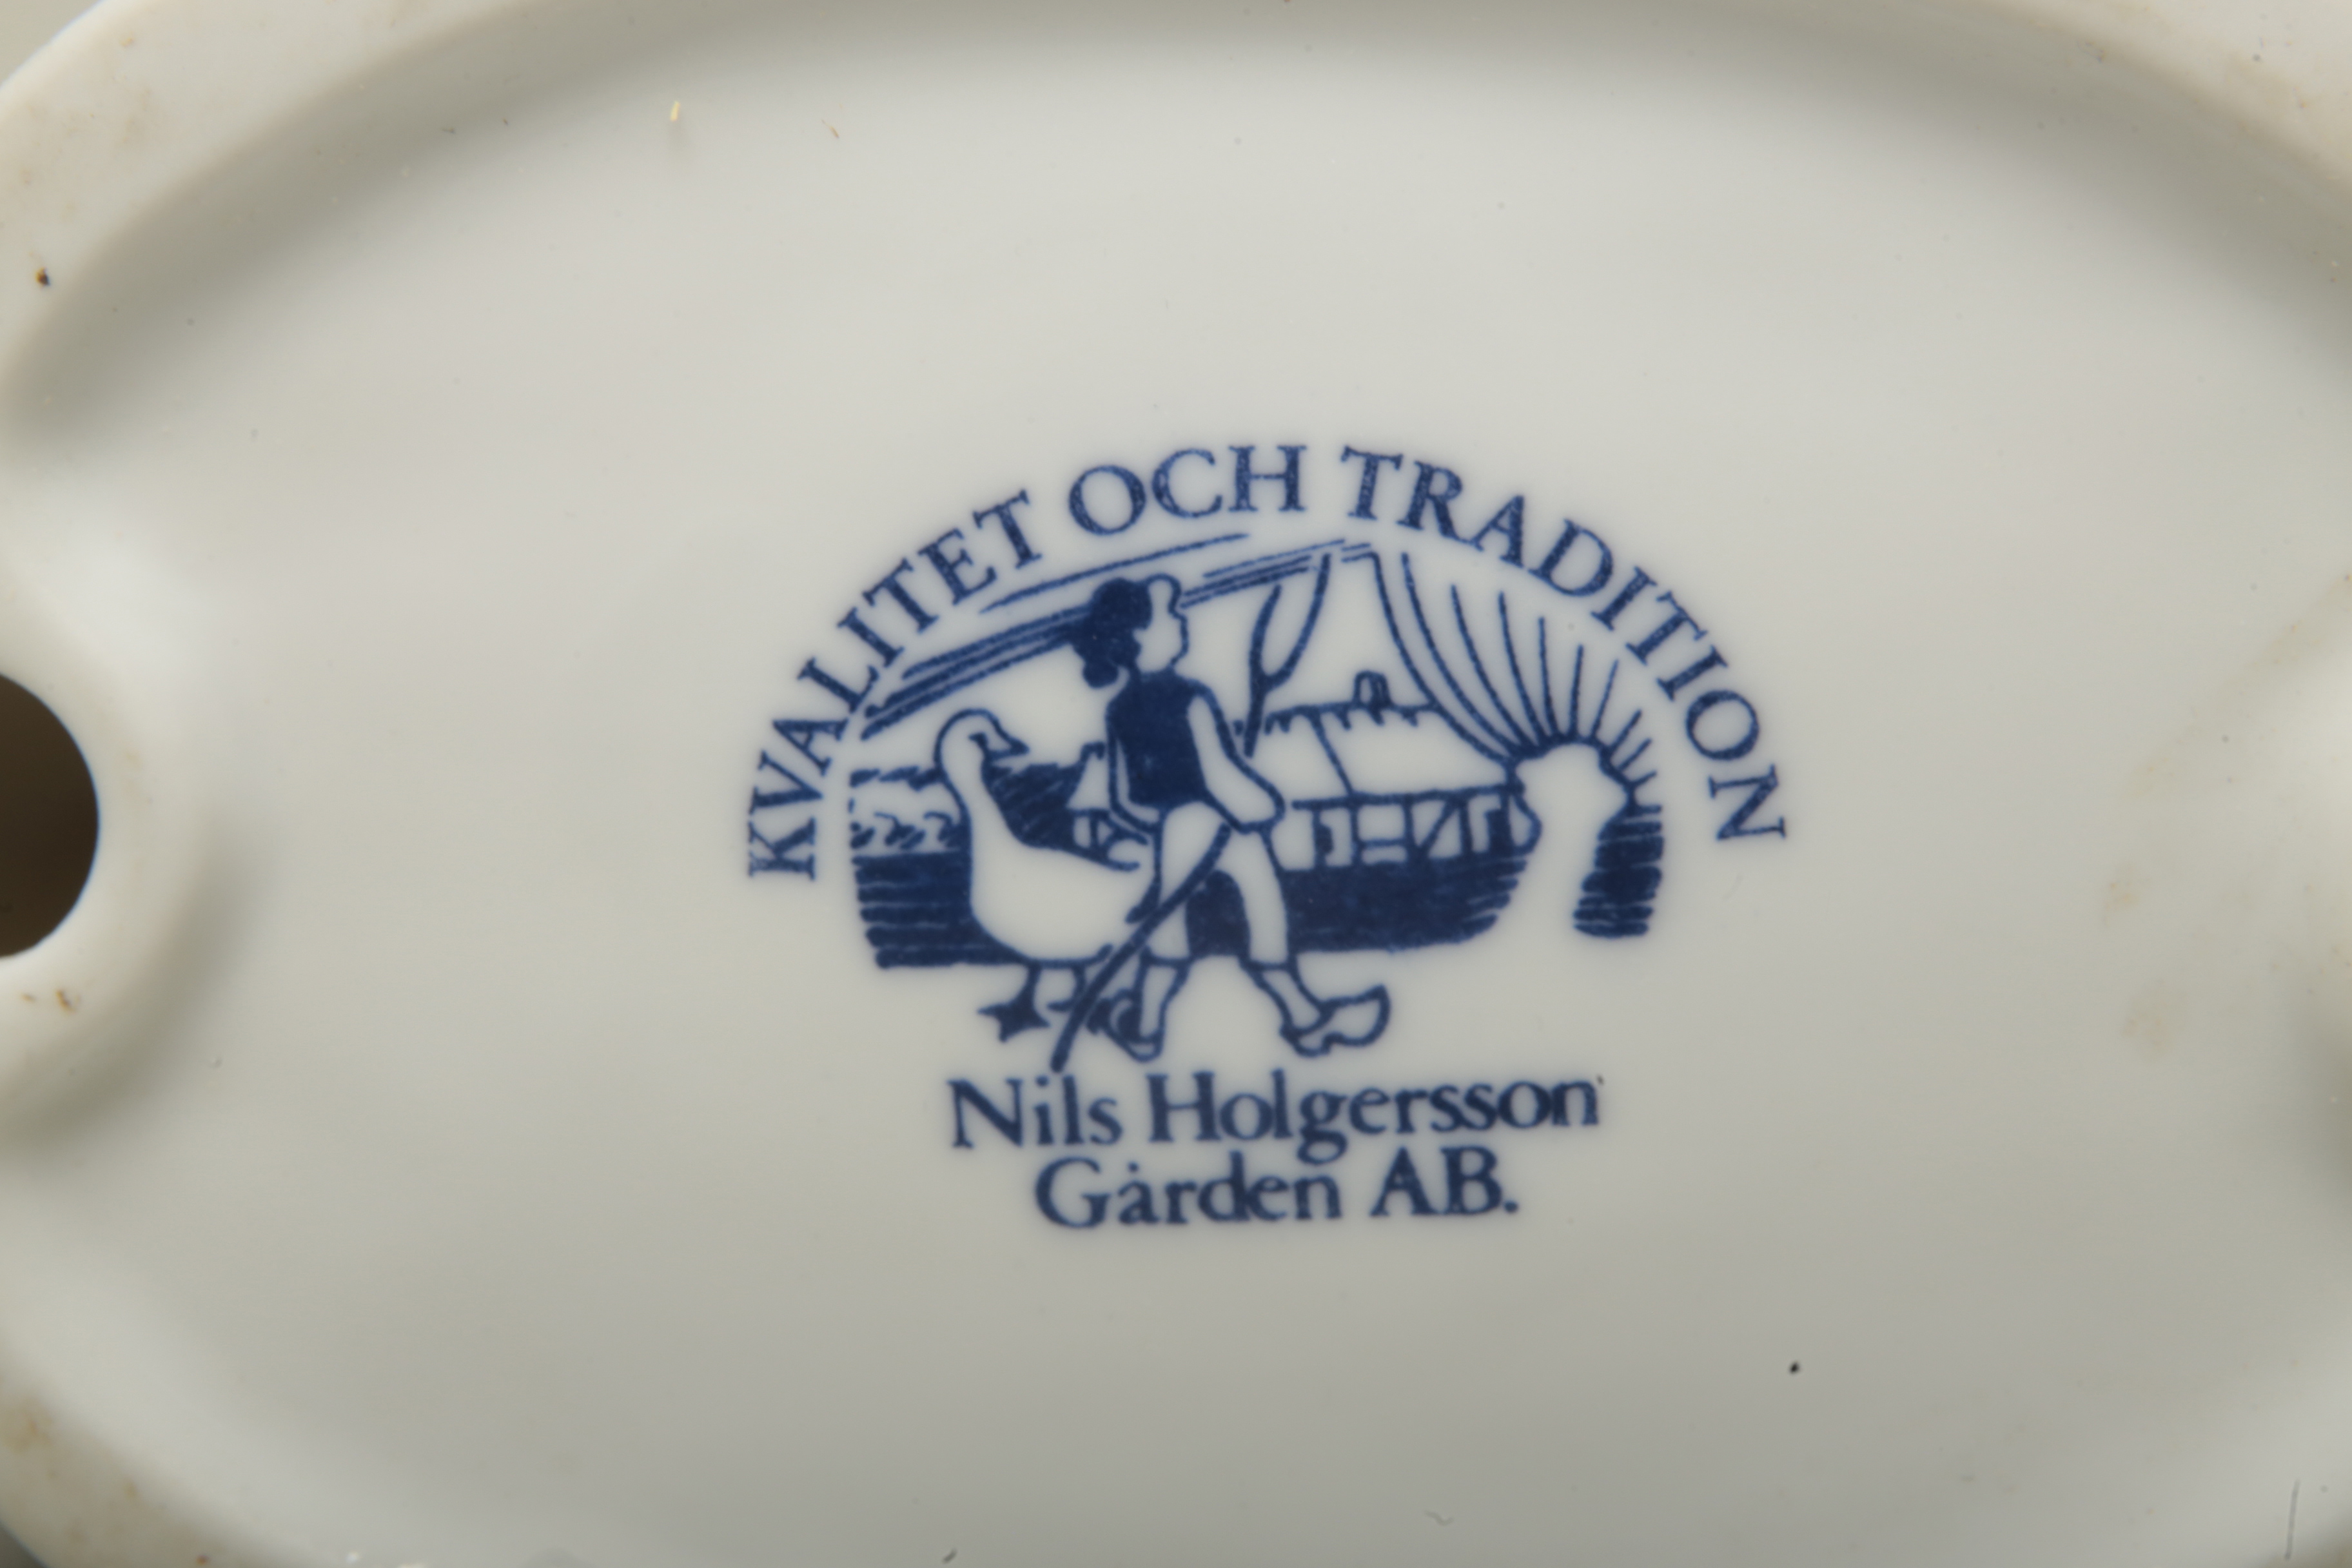 KVALITET OCH TRADITION
Nils Holgersson
Gården AB.